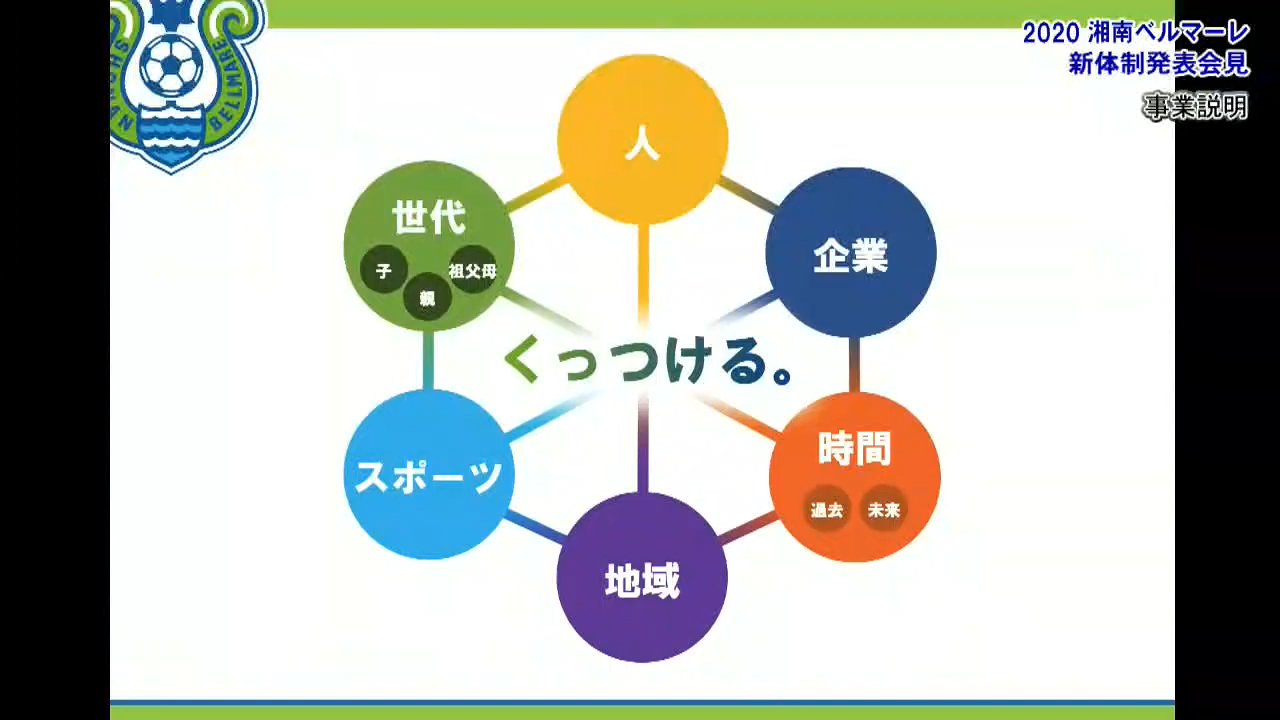 2020 湘南ベルマーレ
新体制発表会見
事業説明
BELLMARE
人
世代
子
祖父母
親
企業
くっつける。
スポーツ
時間
過去
未来
地域